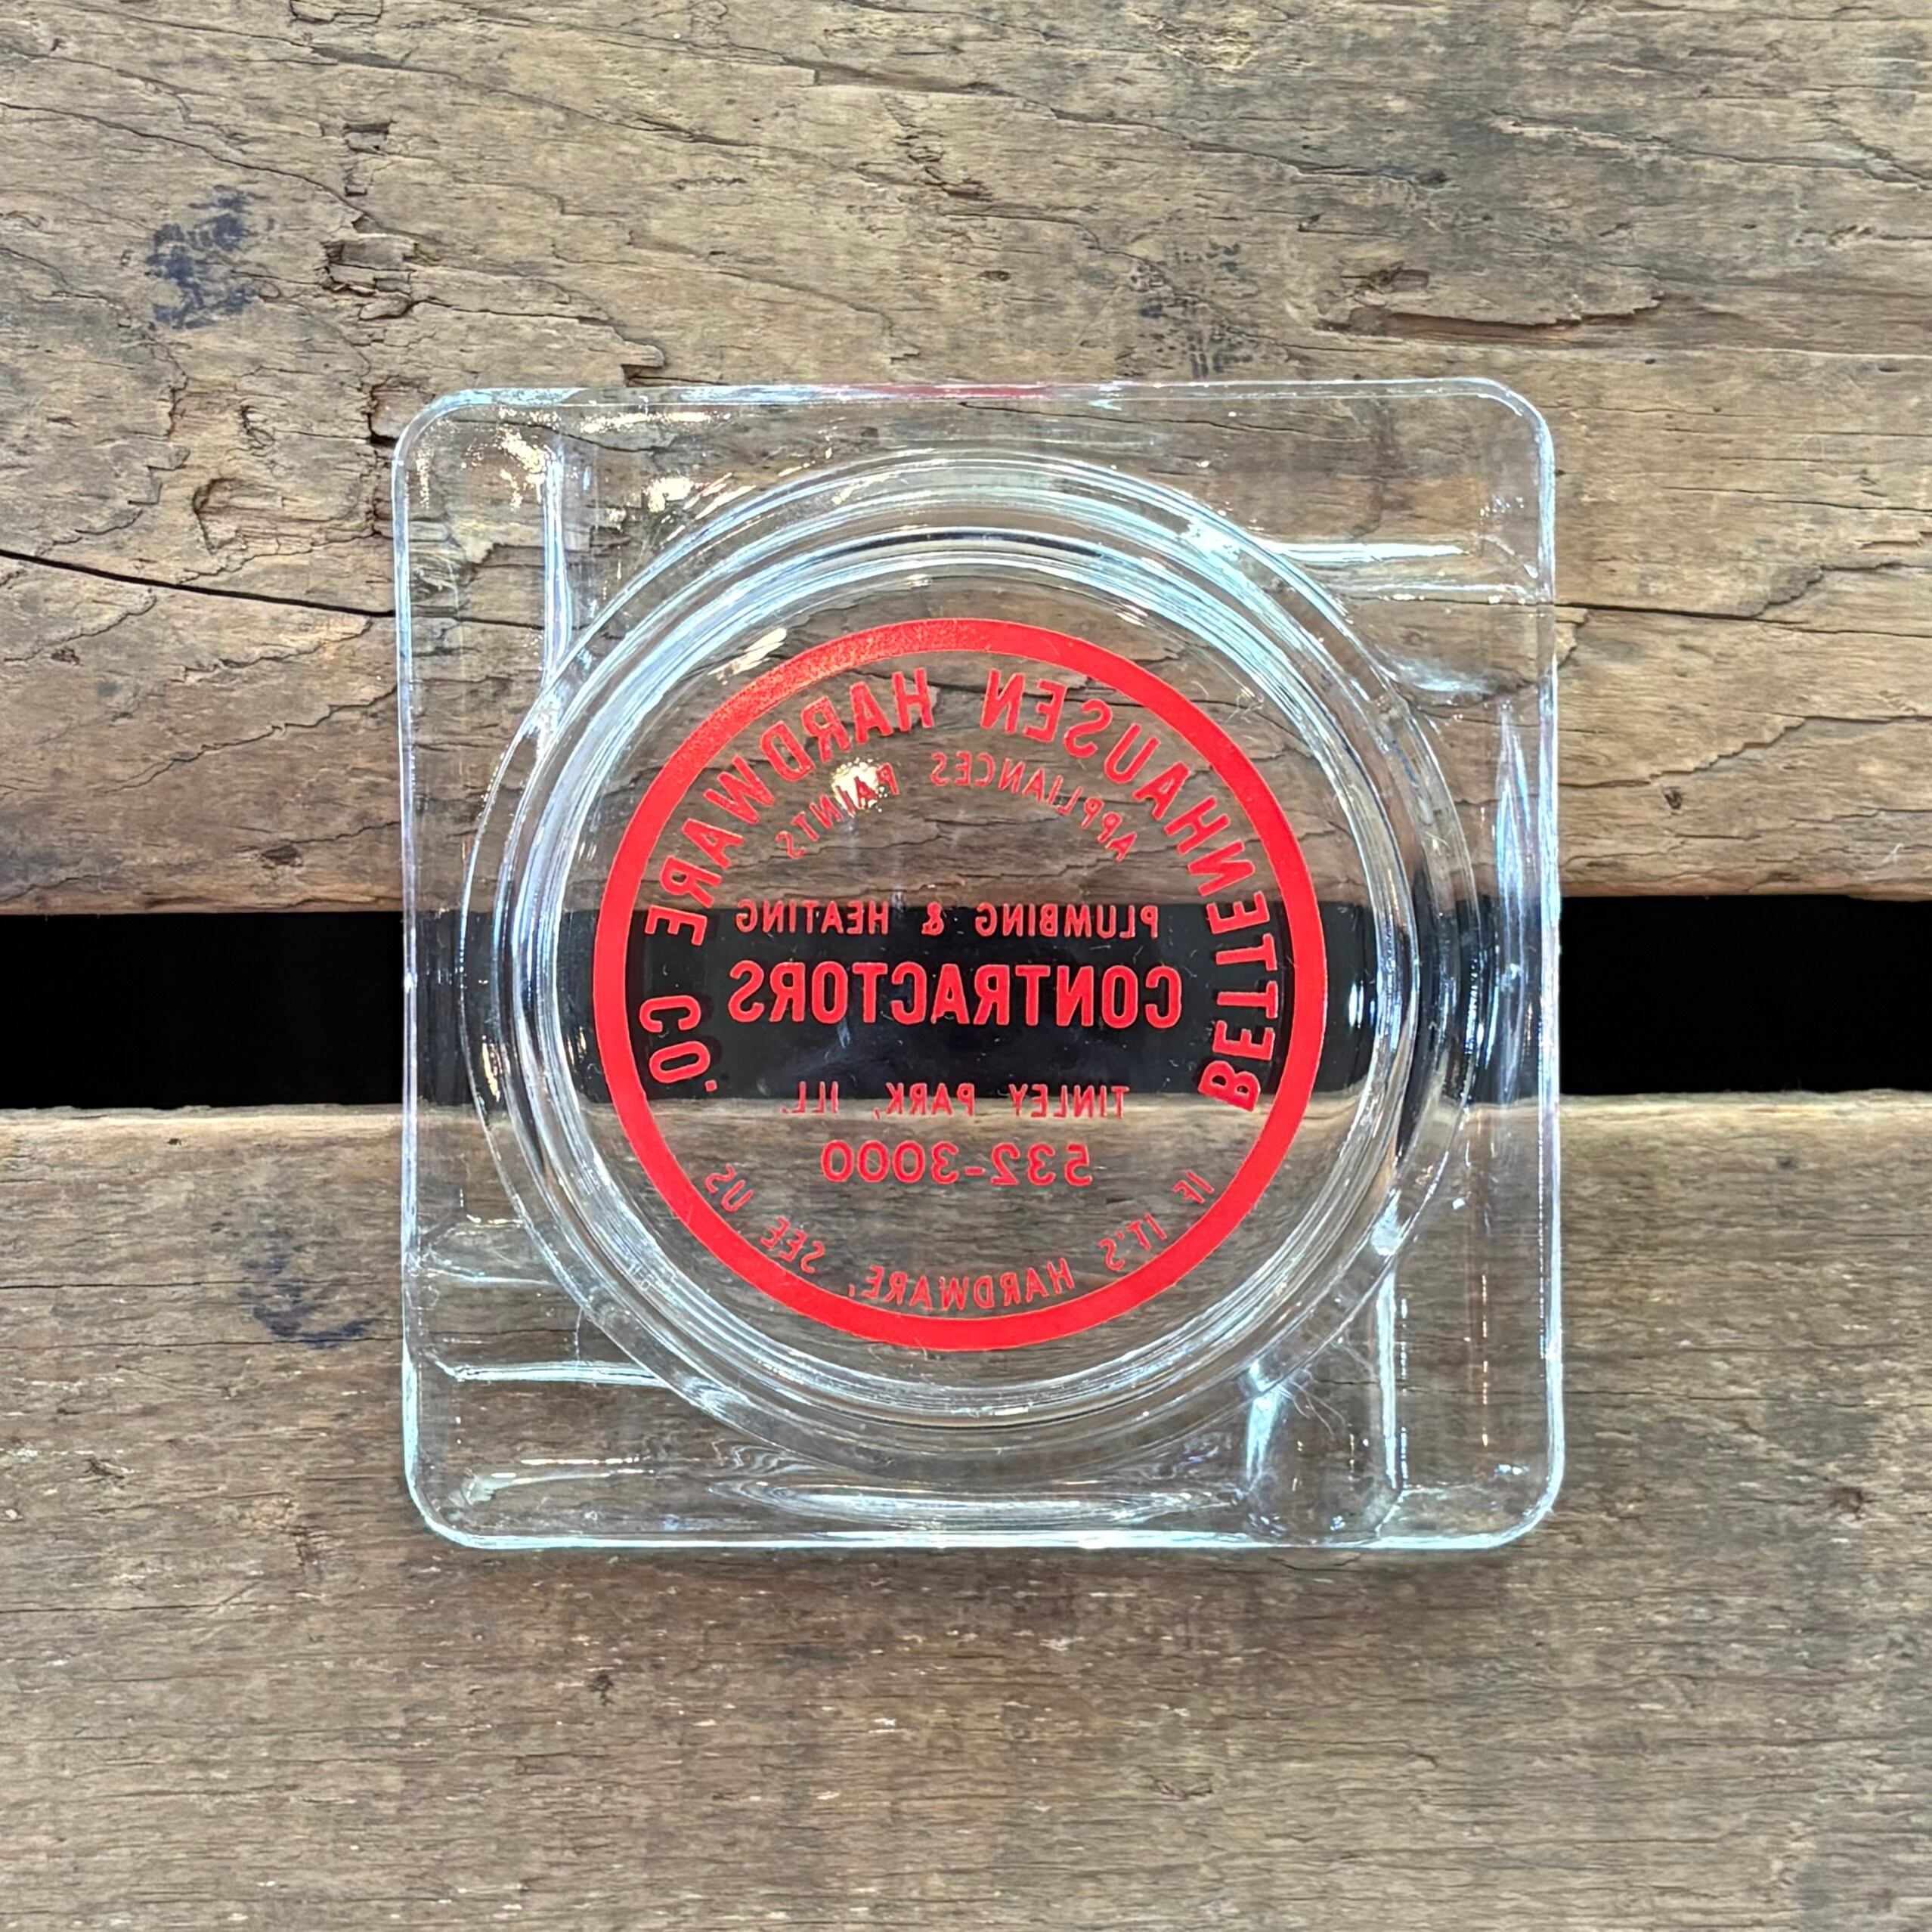 BETTENHAUSEN HARDWARE CO.
APPLIANCES PAINTS
PLUMBING & HEATING
CONTRACTORS
TINLEY PARK, ILL.
532-3000
IF IT'S HARDWARE, SEE US